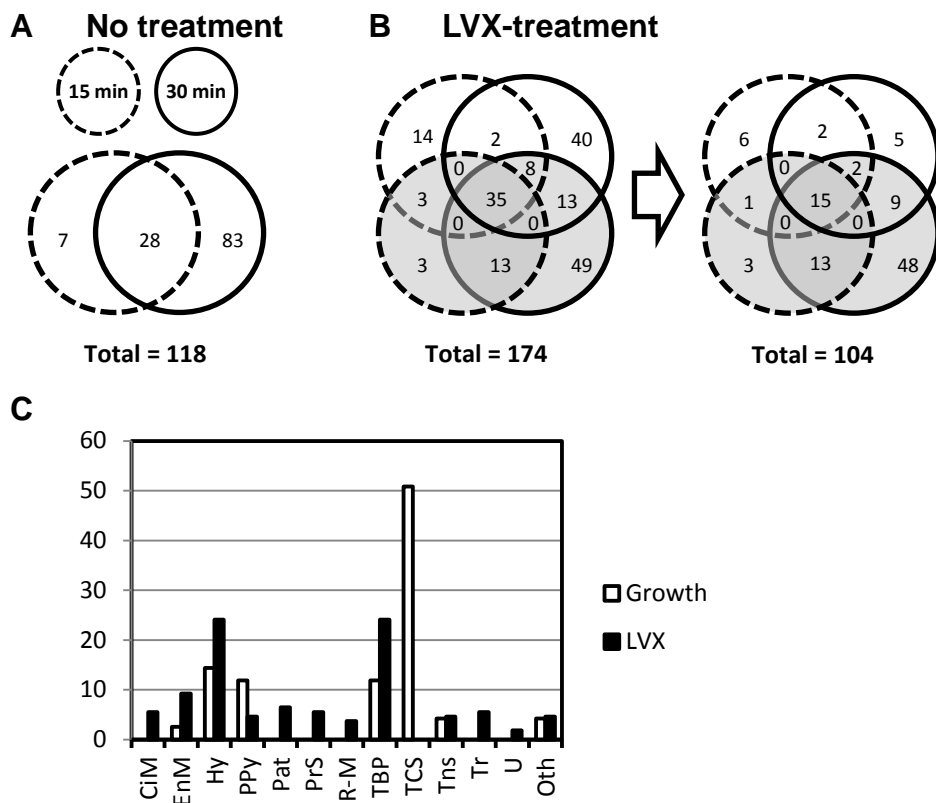 A No treatment
B LVX-treatment
15 min 30 min
7 28 83
Total = 118
14 2 40
0 8
3 35 13
0 0
3 13 49
Total = 174
6 2 5
0 2
1 15 9
0 0
3 13 48
Total = 104
C
60
50
40
30
20
10
0
CiM EnM Hy PPy Pat PrS R-M TBP TCS Tns Tr U Oth
Growth
LVX